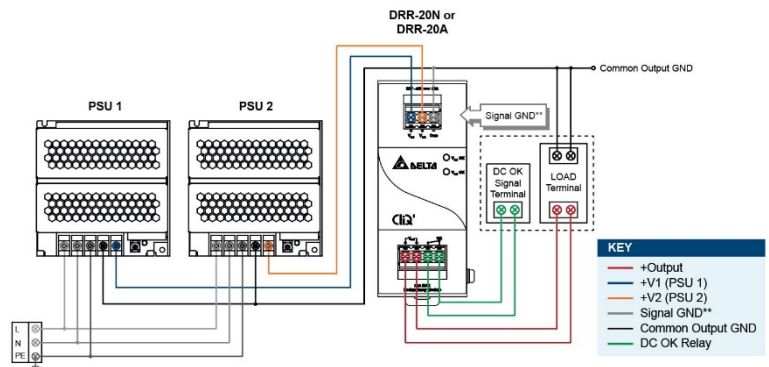 DRR-20N or
DRR-20A
Common Output GND
PSU 1
PSU 2
Signal GND**
DELTA
CliQ'
DC OK
Signal
Terminal
LOAD
Terminal
L
N
PE
KEY
+Output
+V1 (PSU 1)
+V2 (PSU 2)
Signal GND**
Common Output GND
DC OK Relay